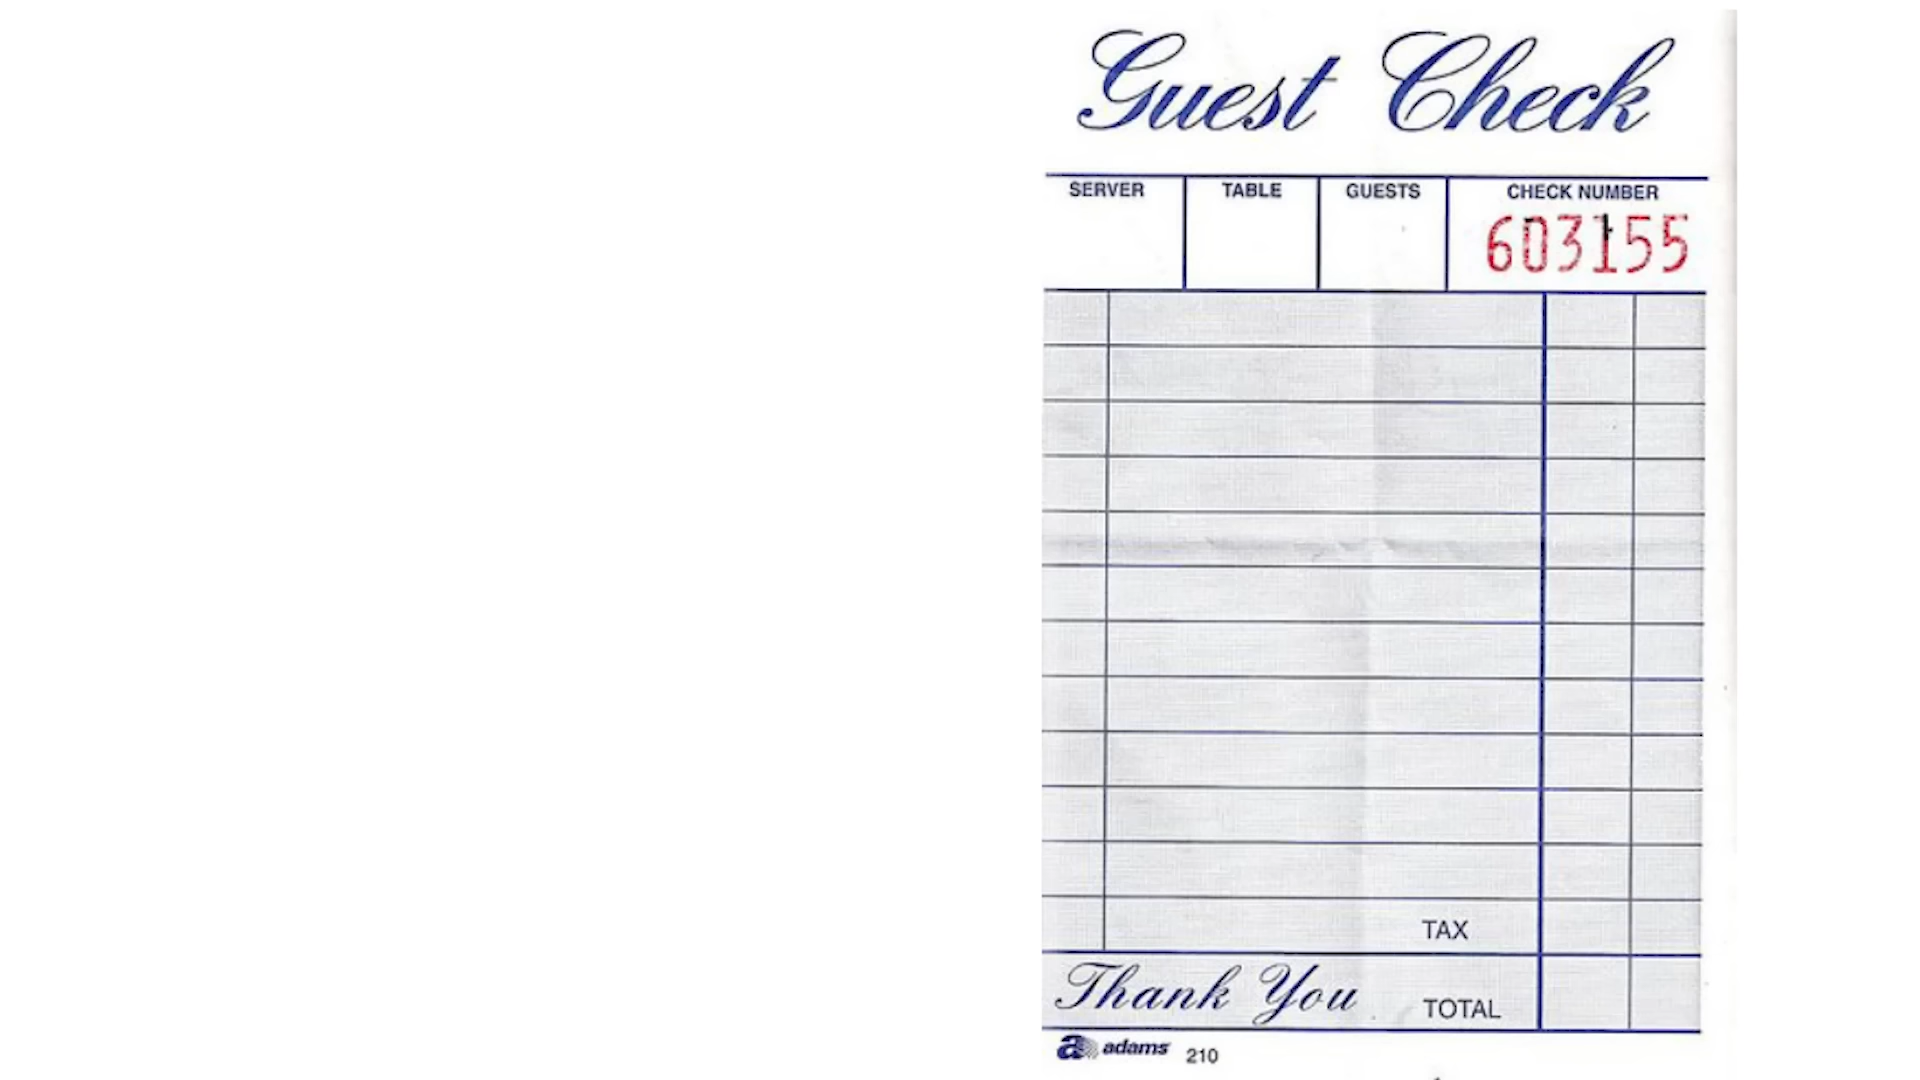 Guest Check
SERVER TABLE GUESTS CHECK NUMBER
603155
TAX
Thank You TOTAL
adams 210